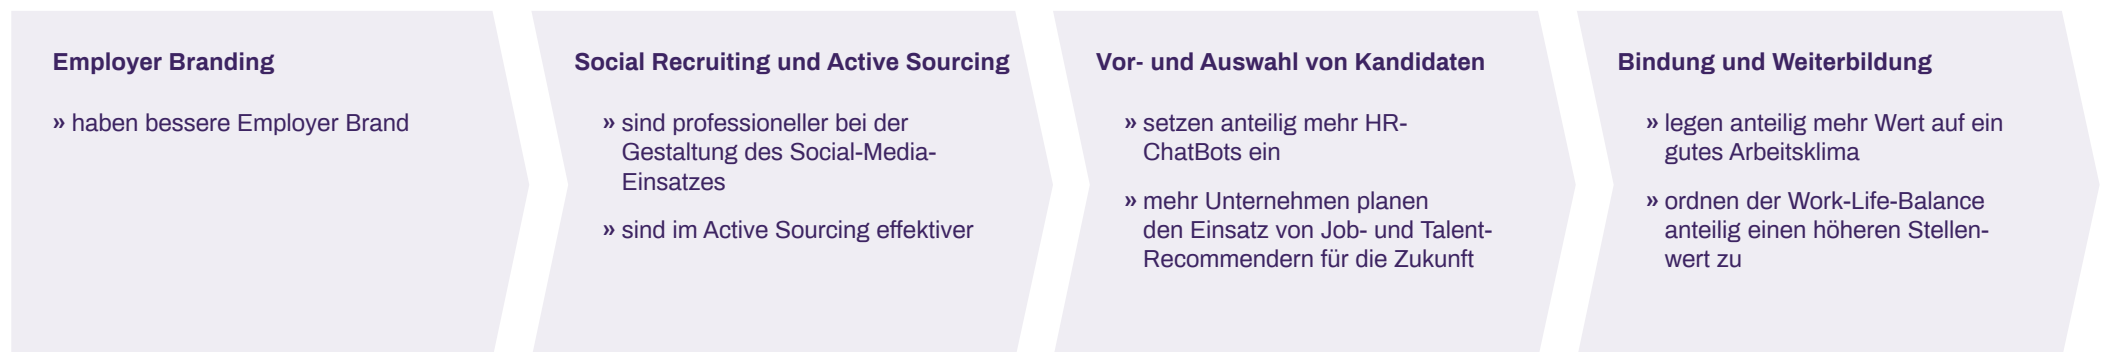 Employer Branding
» haben bessere Employer Brand
Social Recruiting und Active Sourcing
» sind professioneller bei der
Gestaltung des Social-Media-
Einsatzes
» sind im Active Sourcing effektiver
Vor- und Auswahl von Kandidaten
» setzen anteilig mehr HR-
ChatBots ein
» mehr Unternehmen planen
den Einsatz von Job- und Talent-
Recommendern für die Zukunft
Bindung und Weiterbildung
» legen anteilig mehr Wert auf ein
gutes Arbeitsklima
» ordnen der Work-Life-Balance
anteilig einen höheren Stellen-
wert zu